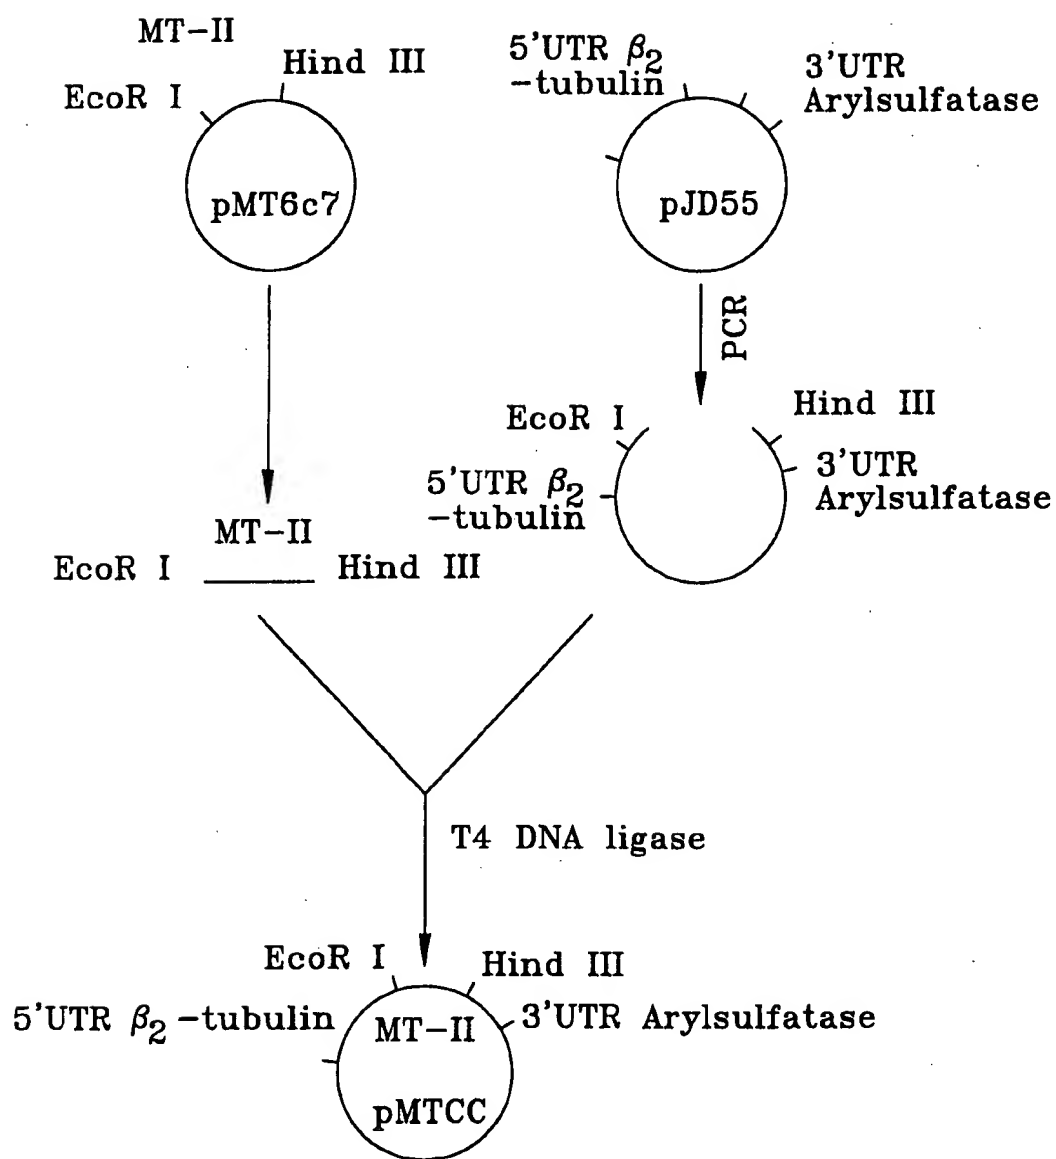 MT-II
Hind III
EcoR I
pMT6c7
5'UTR β₂
-tubulin
3'UTR
Arylsulfatase
pJD55
PCR
EcoR I
Hind III
5'UTR β₂
-tubulin
3'UTR
Arylsulfatase
MT-II
EcoR I
Hind III
T4 DNA ligase
EcoR I
Hind III
5'UTR β₂-tubulin
3'UTR Arylsulfatase
MT-II
pMTCC